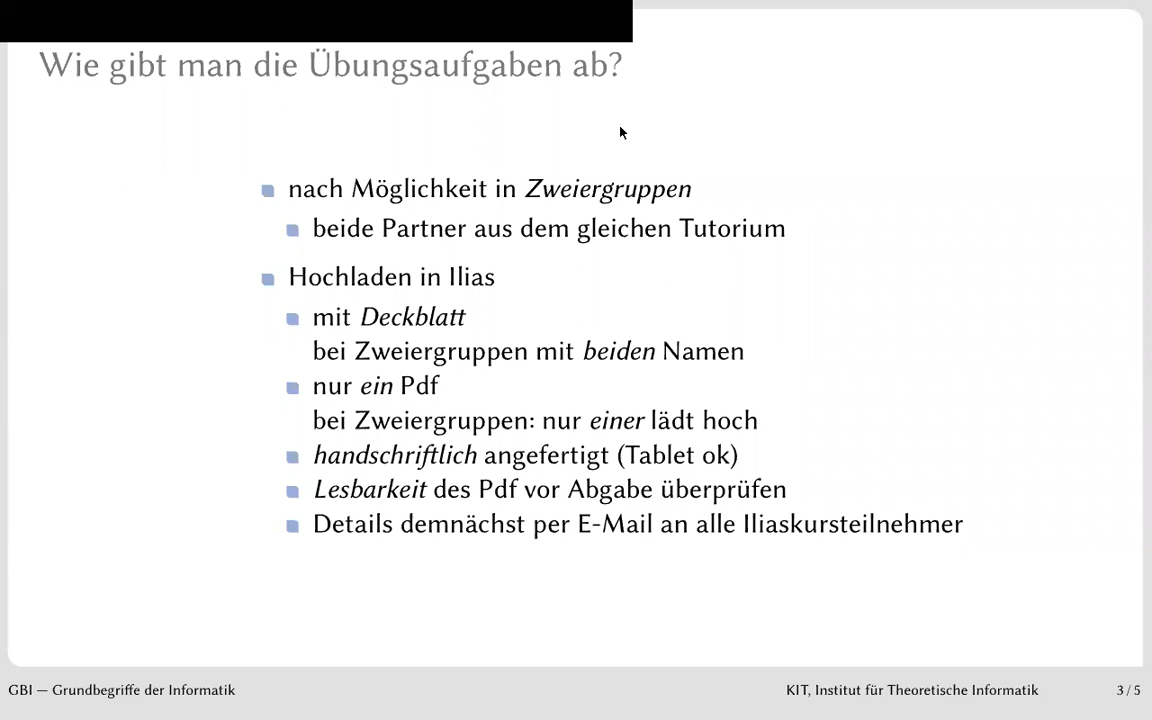 Wie gibt man die Übungsaufgaben ab?
nach Möglichkeit in Zweiergruppen
beide Partner aus dem gleichen Tutorium
Hochladen in Ilias
mit Deckblatt
bei Zweiergruppen mit beiden Namen
nur ein Pdf
bei Zweiergruppen: nur einer lädt hoch
handschriftlich angefertigt (Tablet ok)
Lesbarkeit des Pdf vor Abgabe überprüfen
Details demnächst per E-Mail an alle Iliaskursteilnehmer
GBI — Grundbegriffe der Informatik
KIT, Institut für Theoretische Informatik
3 / 5